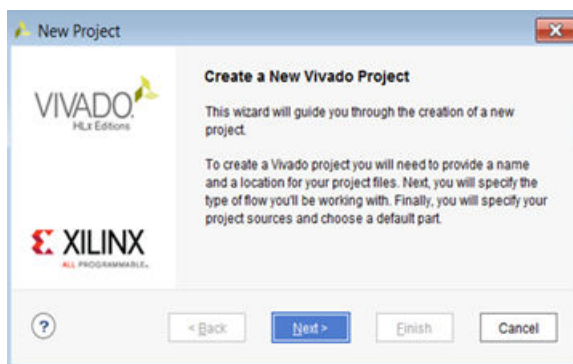 New Project
Create a New Vivado Project
This wizard will guide you through the creation of a new
project.
To create a Vivado project you will need to provide a name
and a location for your project files. Next, you will specify the
type of flow you'll be working with. Finally, you will specify your
project sources and choose a default part.
VIVADO.
HLx Editions
XILINX
ALL PROGRAMMABLE.
?
< Back
Next >
Finish
Cancel